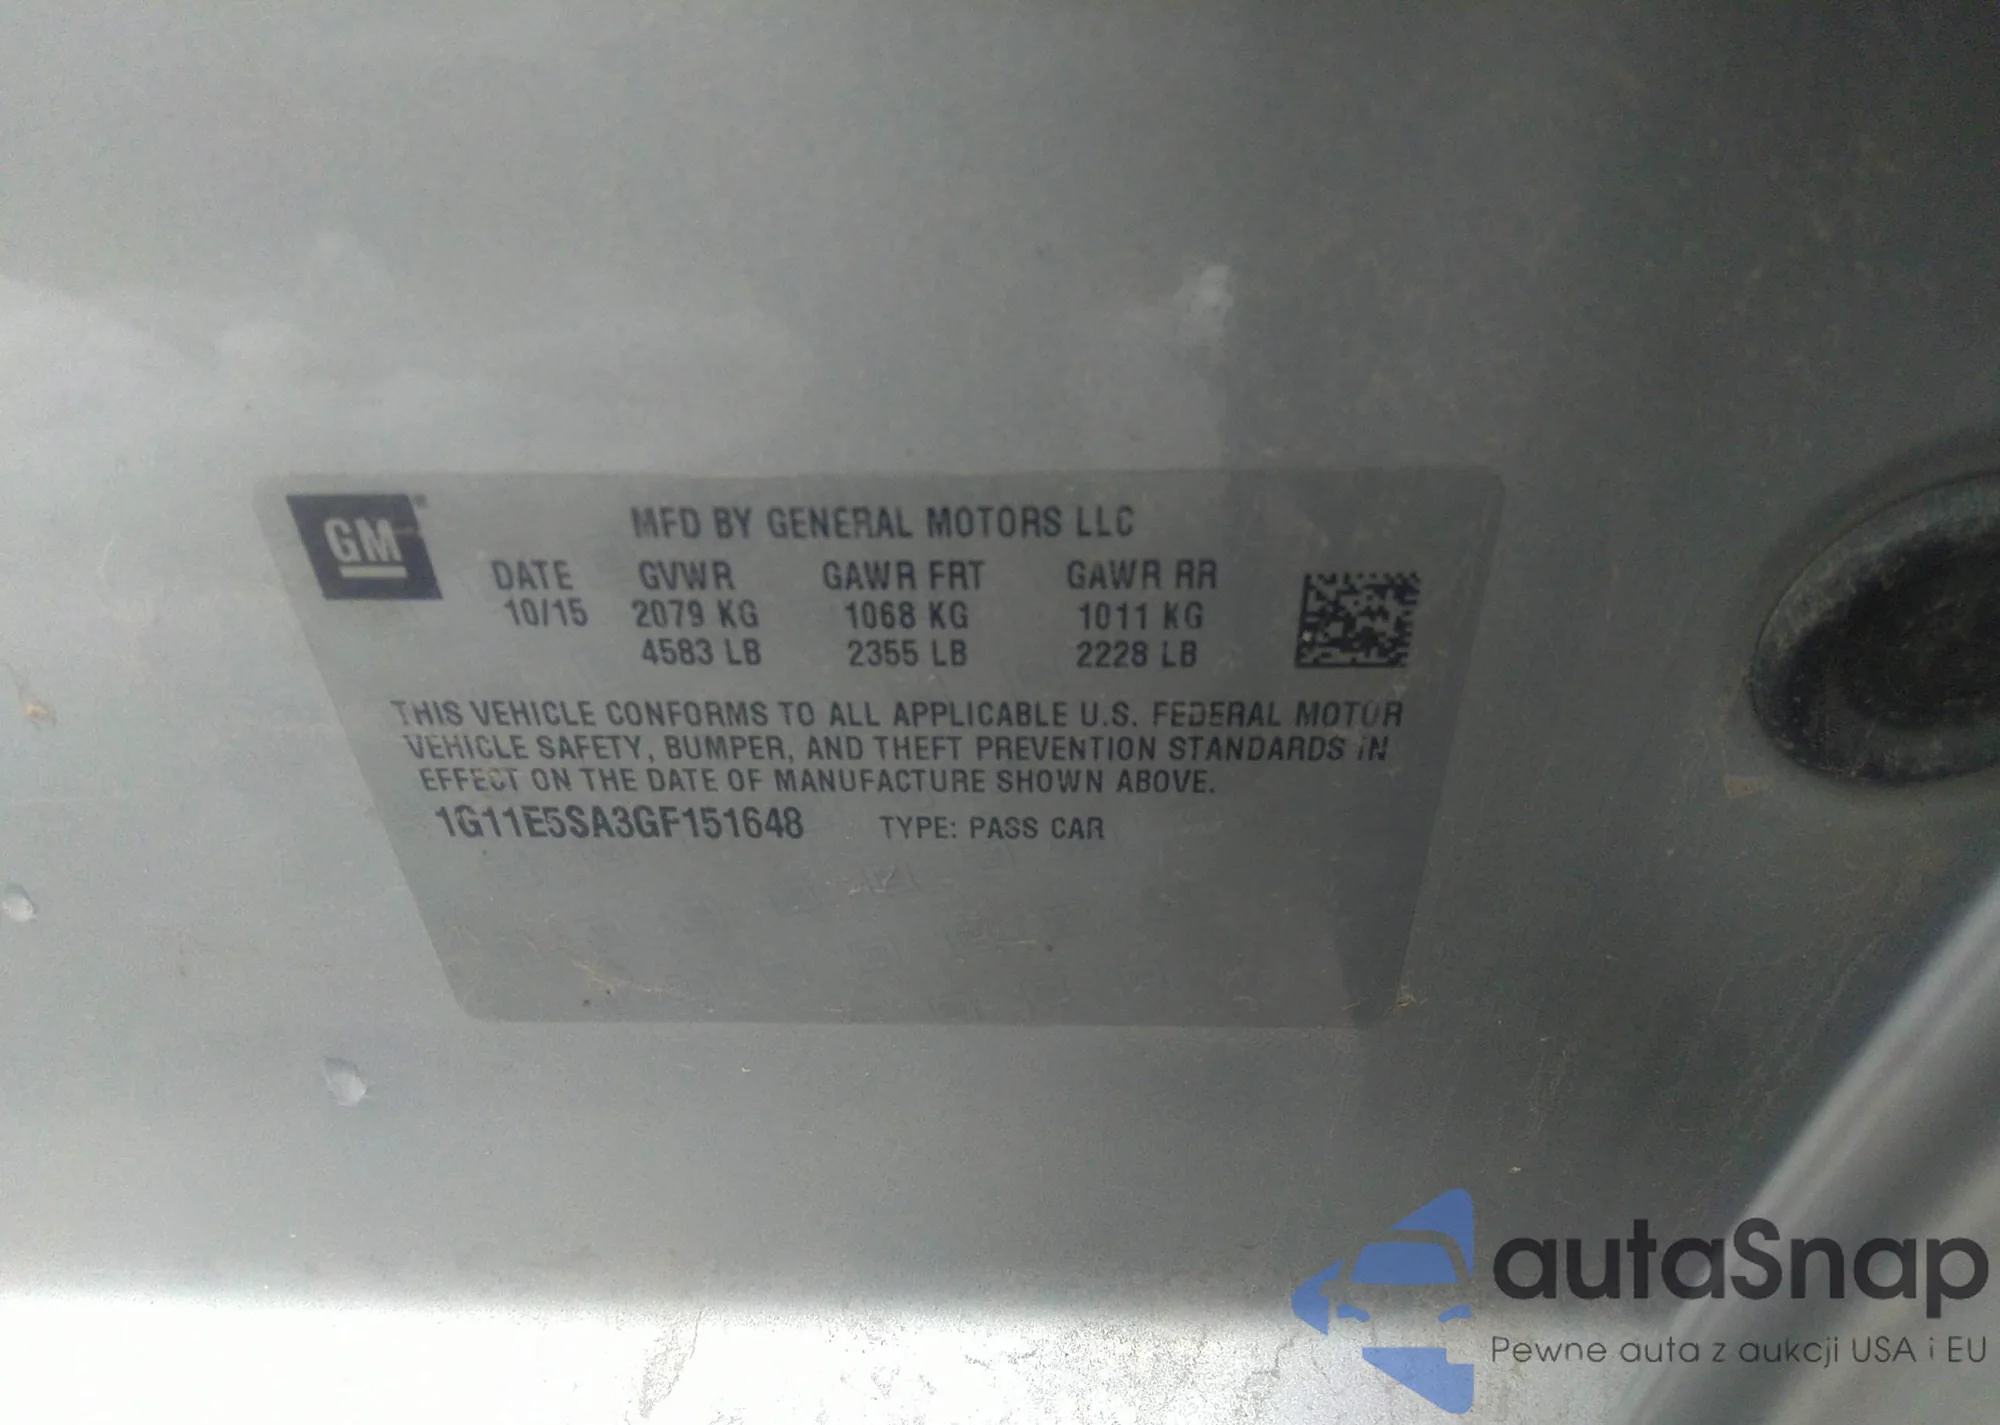 GM
MFD BY GENERAL MOTORS LLC
DATE GVWR GAWR FRT GAWR RR
10/15 2079 KG 1068 KG 1011 KG
4583 LB 2355 LB 2228 LB
THIS VEHICLE CONFORMS TO ALL APPLICABLE U.S. FEDERAL MOTOR
VEHICLE SAFETY, BUMPER, AND THEFT PREVENTION STANDARDS IN
EFFECT ON THE DATE OF MANUFACTURE SHOWN ABOVE.
1G11E5SA3GF151648 TYPE: PASS CAR
autaSnap
Pewne auta z aukcji USA i EU